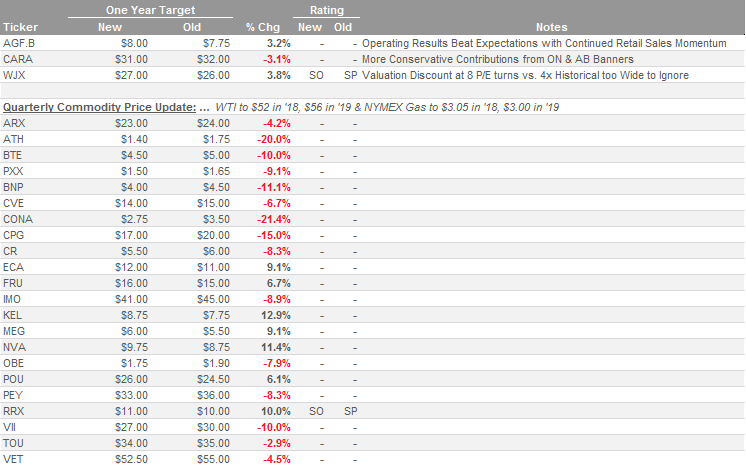 One Year Target Rating
Ticker New Old % Chg New Old Notes
AGF.B $8.00 $7.75 3.2% - - Operating Results Beat Expectations with Continued Retail Sales Momentum
CARA $31.00 $32.00 -3.1% - - More Conservative Contributions from ON & AB Banners
WJX $27.00 $26.00 3.8% SO SP Valuation Discount at 8 P/E turns vs. 4x Historical too Wide to Ignore
Quarterly Commodity Price Update: ... WTI to $52 in '18, $56 in '19 & NYMEX Gas to $3.05 in '18, $3.00 in '19
ARX $23.00 $24.00 -4.2% - -
ATH $1.40 $1.75 -20.0% - -
BTE $4.50 $5.00 -10.0% - -
PXX $1.50 $1.65 -9.1% - -
BNP $4.00 $4.50 -11.1% - -
CVE $14.00 $15.00 -6.7% - -
CONA $2.75 $3.50 -21.4% - -
CPG $17.00 $20.00 -15.0% - -
CR $5.50 $6.00 -8.3% - -
ECA $12.00 $11.00 9.1% - -
FRU $16.00 $15.00 6.7% - -
IMO $41.00 $45.00 -8.9% - -
KEL $8.75 $7.75 12.9% - -
MEG $6.00 $5.50 9.1% - -
NVA $9.75 $8.75 11.4% - -
OBE $1.75 $1.90 -7.9% - -
POU $26.00 $24.50 6.1% - -
PEY $33.00 $36.00 -8.3% - -
RRX $11.00 $10.00 10.0% SO SP
VII $27.00 $30.00 -10.0% - -
TOU $34.00 $35.00 -2.9% - -
VET $52.50 $55.00 -4.5% - -